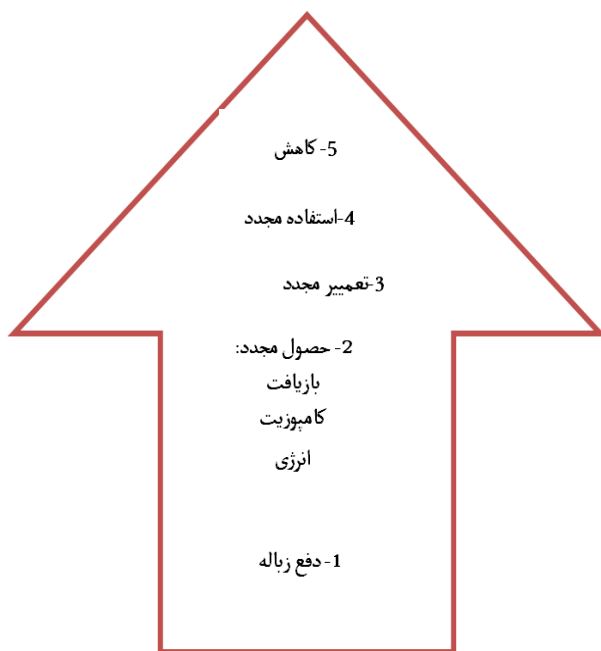 5- کاهش
4-استفاده مجدد
3-تعمییر مجدد
2- حصول مجدد:
بازیافت
کامپوزیت
انرژی
1- دفع زباله